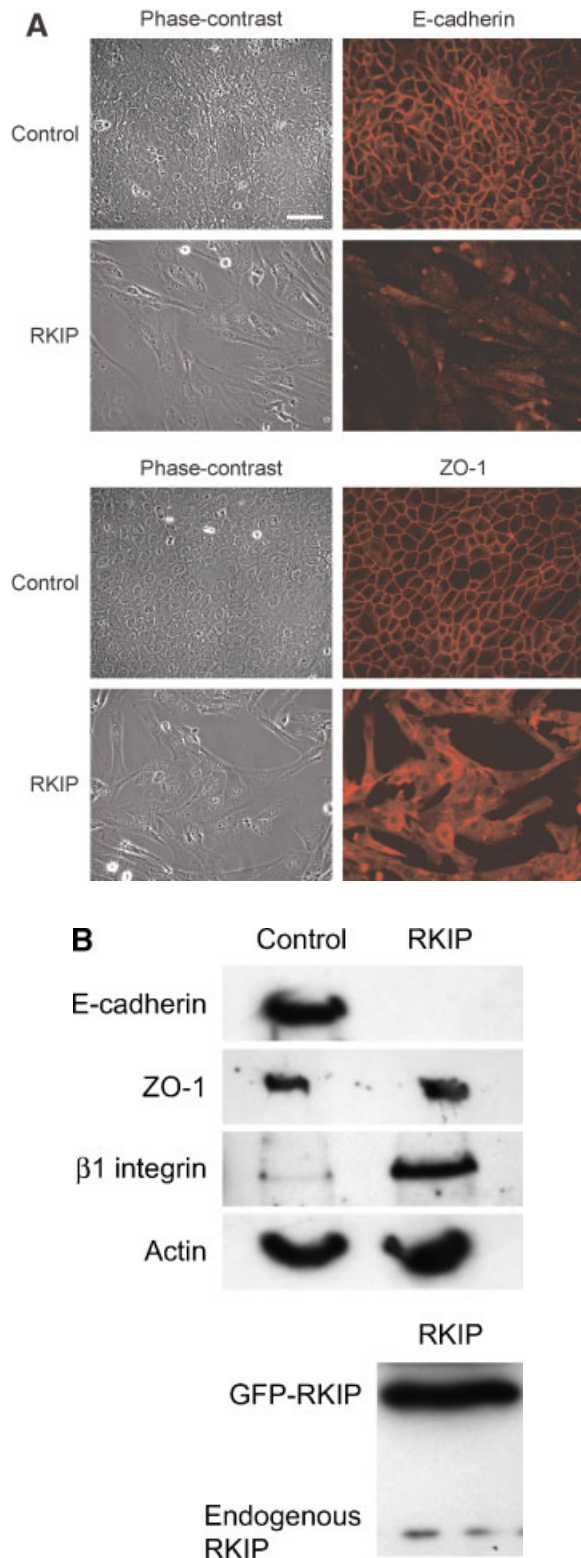 A
Phase-contrast
E-cadherin
Control
RKIP
Phase-contrast
ZO-1
Control
RKIP
B
Control
RKIP
E-cadherin
ZO-1
β1 integrin
Actin
RKIP
GFP-RKIP
Endogenous
RKIP